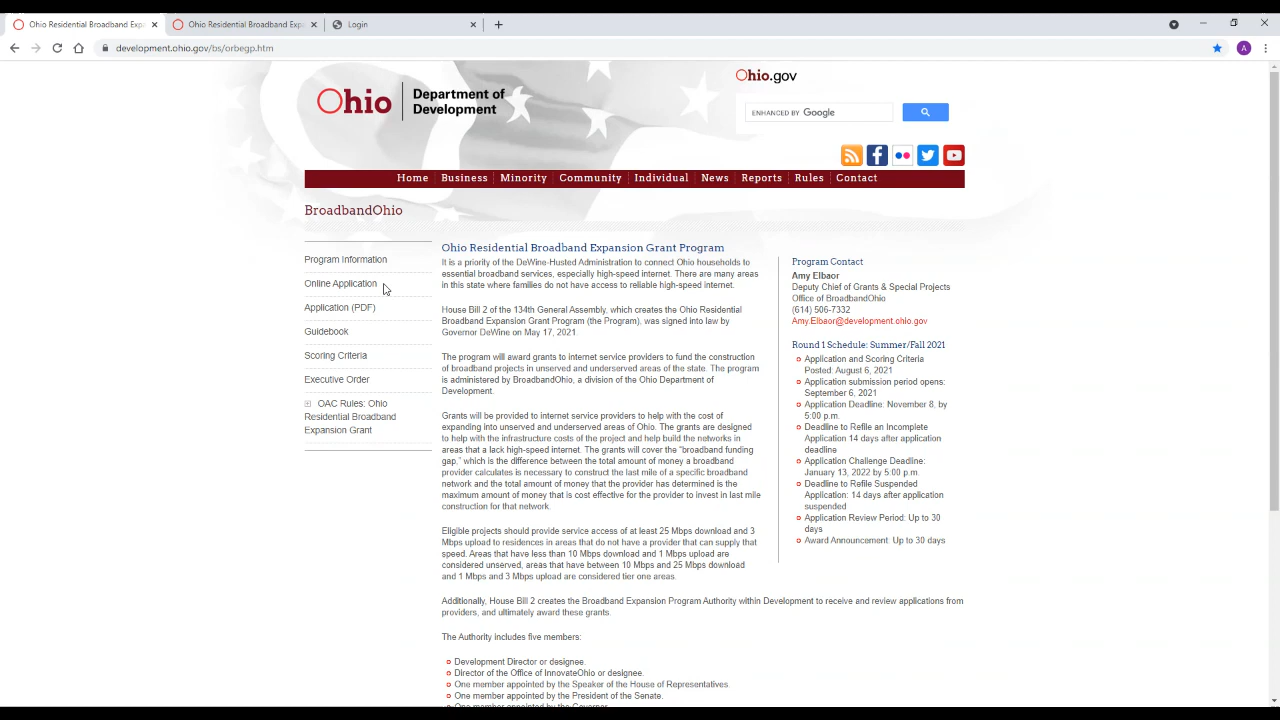 Ohio Residential Broadband Exp
Ohio Residential Broadband Exp
Login
development.ohio.gov/bs/orbegp.htm
A
Ohio
Department of
Development
Ohio.gov
ENHANCED BY Google
Home Business Minority Community Individual News Reports Rules Contact
BroadbandOhio
Program Information
Online Application
Application (PDF)
Guidebook
Scoring Criteria
Executive Order
OAC Rules: Ohio
Residential Broadband
Expansion Grant
Ohio Residential Broadband Expansion Grant Program
It is a priority of the DeWine-Husted Administration to connect Ohio households to
essential broadband services, especially high-speed internet. There are many areas
in this state where families do not have access to reliable high-speed internet.
House Bill 2 of the 134th General Assembly, which creates the Ohio Residential
Broadband Expansion Grant Program (the Program), was signed into law by
Governor DeWine on May 17, 2021.
The program will award grants to internet service providers to fund the construction
of broadband projects in unserved and underserved areas of the state. The program
is administered by BroadbandOhio, a division of the Ohio Department of
Development.
Grants will be provided to internet service providers to help with the cost of
expanding into unserved and underserved areas of Ohio. The grants are designed
to help with the infrastructure costs of the project and help build the networks in
areas that a lack high-speed internet. The grants will cover the “broadband funding
gap,” which is the difference between the total amount of money a broadband
provider calculates is necessary to construct the last mile of a specific broadband
network and the total amount of money that the provider has determined is the
maximum amount of money that is cost effective for the provider to invest in last mile
construction for that network.
Eligible projects should provide service access of at least 25 Mbps download and 3
Mbps upload to residences in areas that do not have a provider that can supply that
speed. Areas that have less than 10 Mbps download and 1 Mbps upload are
considered unserved, areas that have between 10 Mbps and 25 Mbps download
and 1 Mbps and 3 Mbps upload are considered tier one areas.
Additionally, House Bill 2 creates the Broadband Expansion Program Authority within Development to receive and review applications from
providers, and ultimately award these grants.
The Authority includes five members:
Development Director or designee.
Director of the Office of InnovateOhio or designee.
One member appointed by the Speaker of the House of Representatives.
One member appointed by the President of the Senate.
One member appointed by the Governor.
Program Contact
Amy Elbaor
Deputy Chief of Grants & Special Projects
Office of BroadbandOhio
(614) 506-7332
Amy.Elbaor@development.ohio.gov
Round 1 Schedule: Summer/Fall 2021
Application and Scoring Criteria
Posted: August 6, 2021
Application submission period opens:
September 6, 2021
Application Deadline: November 8, by
5:00 p.m.
Deadline to Refile an Incomplete
Application 14 days after application
deadline
Application Challenge Deadline:
January 13, 2022 by 5:00 p.m.
Deadline to Refile Suspended
Application: 14 days after application
suspended
Application Review Period: Up to 30
days
Award Announcement: Up to 30 days